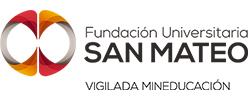 Fundación Universitaria
SAN MATEO
VIGILADA MINEDUCACIÓN